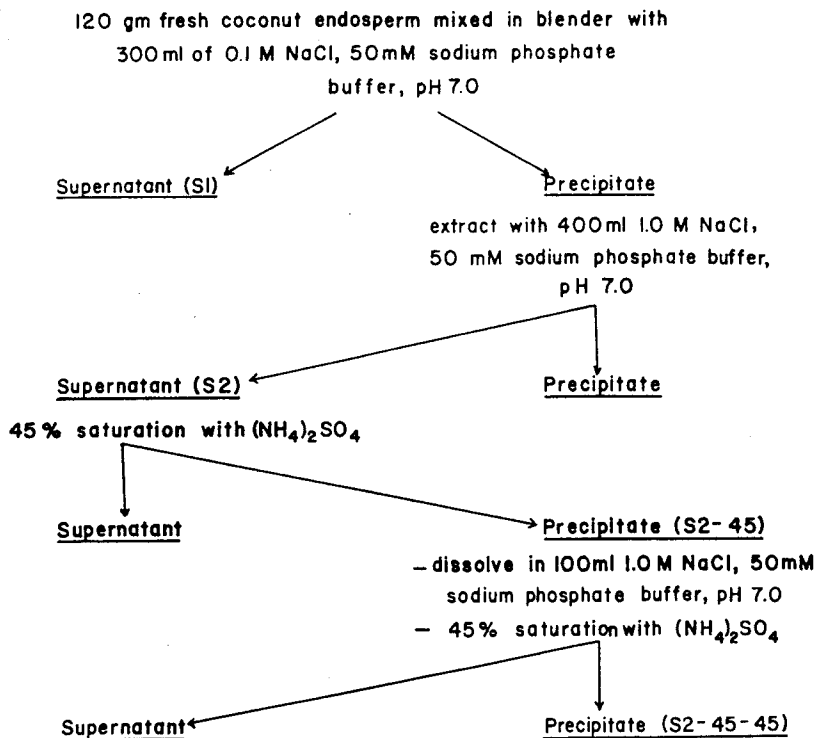 120 gm fresh coconut endosperm mixed in blender with
300ml of 0.1 M NaCl, 50mM sodium phosphate
buffer, pH 7.0
Supernatant (S1)
Precipitate
extract with 400ml 1.0 M NaCl,
50 mM sodium phosphate buffer,
pH 7.0
Supernatant (S2)
Precipitate
45% saturation with (NH₄)₂SO₄
Supernatant
Precipitate (S2-45)
— dissolve in 100ml 1.0 M NaCl, 50mM
sodium phosphate buffer, pH 7.0
— 45% saturation with (NH₄)₂SO₄
Supernatant
Precipitate (S2-45-45)